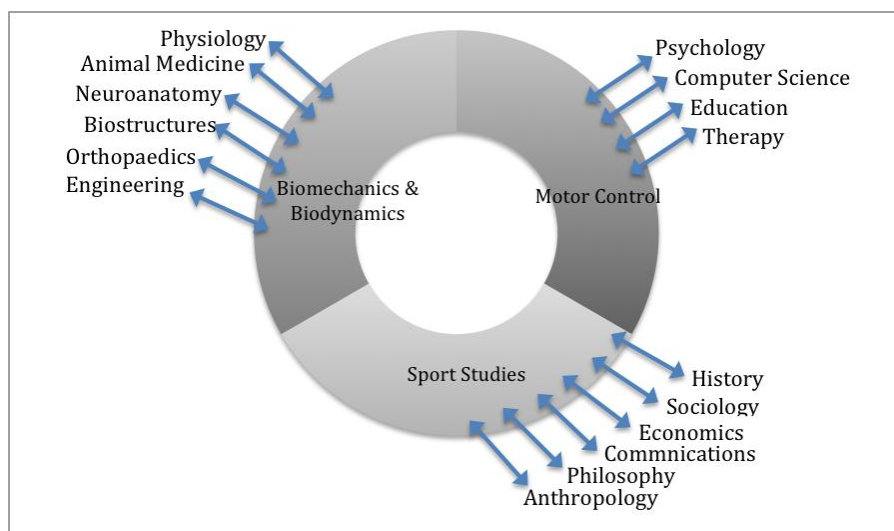 Physiology
Animal Medicine
Neuroanatomy
Biostructures
Orthopaedics
Engineering
Biomechanics &
Biodynamics
Psychology
Computer Science
Education
Therapy
Motor Control
Sport Studies
History
Sociology
Economics
Commnications
Philosophy
Anthropology